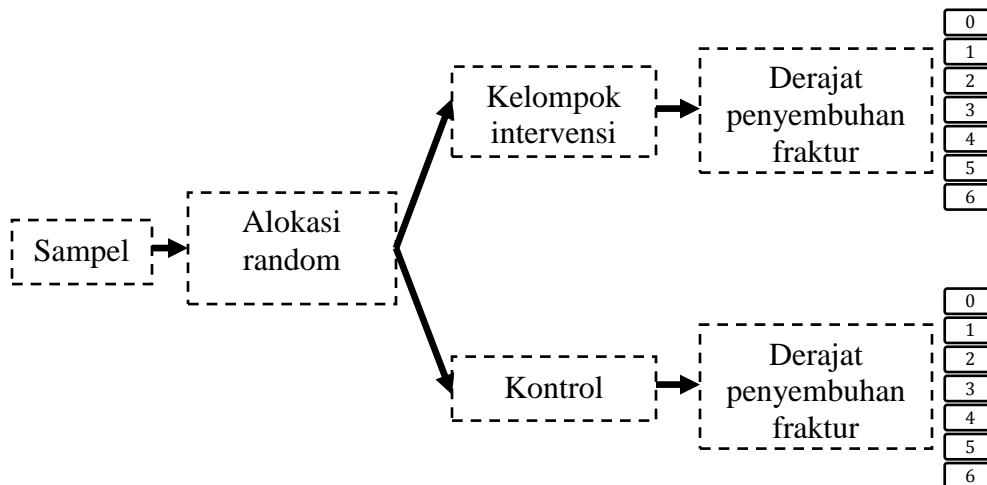 Sampel
Alokasi
random
Kelompok
intervensi
Derajat
penyembuhan
fraktur
0
1
2
3
4
5
6
Kontrol
Derajat
penyembuhan
fraktur
0
1
2
3
4
5
6